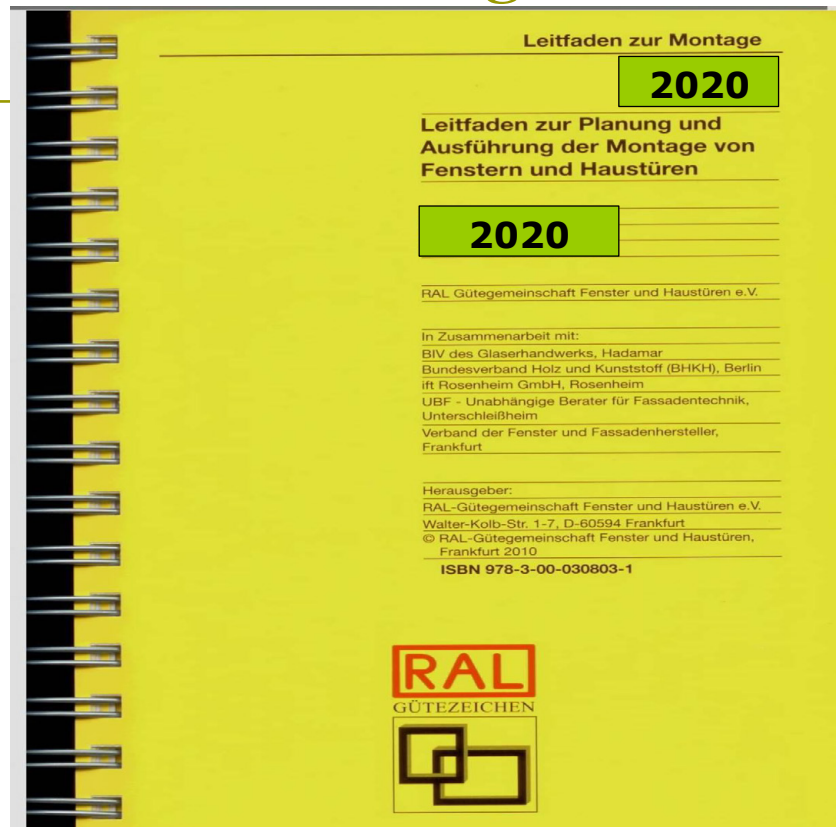 Leitfaden zur Montage
2020
Leitfaden zur Planung und
Ausführung der Montage von
Fenstern und Haustüren
2020
RAL Gütegemeinschaft Fenster und Haustüren e.V.
In Zusammenarbeit mit:
BIV des Glaserhandwerks, Hadamar
Bundesverband Holz und Kunststoff (BHKH), Berlin
ift Rosenheim GmbH, Rosenheim
UBF - Unabhängige Berater für Fassadentechnik,
Unterschleißheim
Verband der Fenster und Fassadenhersteller,
Frankfurt
Herausgeber:
RAL-Gütegemeinschaft Fenster und Haustüren e.V.
Walter-Kolb-Str. 1-7, D-60594 Frankfurt
© RAL-Gütegemeinschaft Fenster und Haustüren,
Frankfurt 2010
ISBN 978-3-00-030803-1
RAL
GÜTEZEICHEN